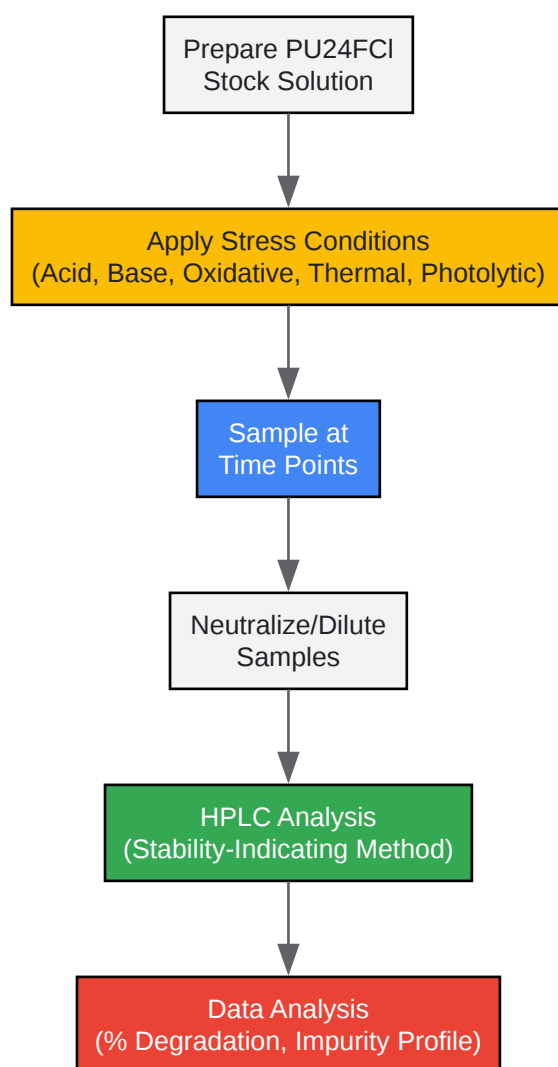 Prepare PU24FCl
Stock Solution
Apply Stress Conditions
(Acid, Base, Oxidative, Thermal, Photolytic)
Sample at
Time Points
Neutralize/Dilute
Samples
HPLC Analysis
(Stability-Indicating Method)
Data Analysis
(% Degradation, Impurity Profile)